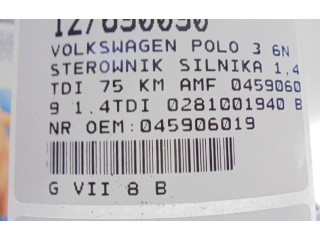 127690090
VOLKSWAGEN POLO 3 6N
STEROWNIK SILNIKA 1.4
TDI 75 KM AMF 0459060
9 1.4TDI 0281001940 B
NR OEM:045906019
G VII 8 B